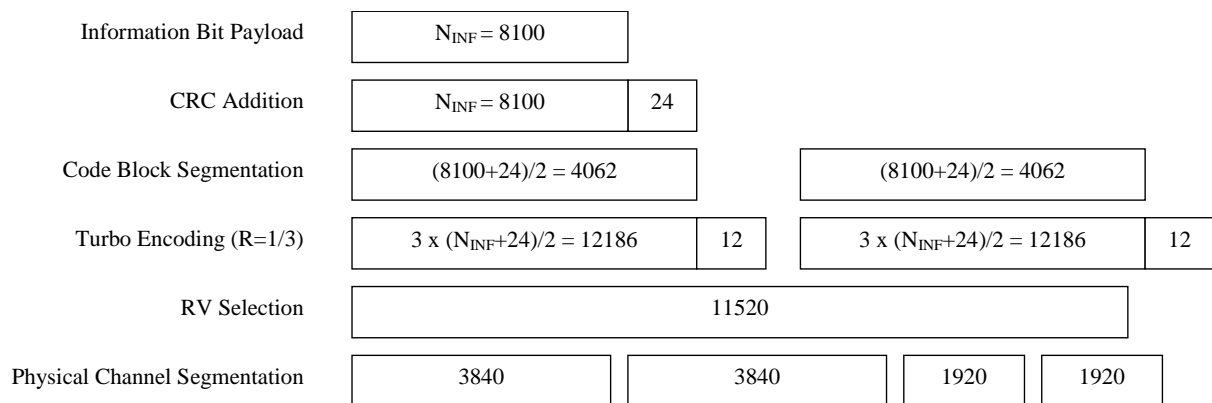 Information Bit Payload N_INF = 8100
CRC Addition N_INF = 8100 24
Code Block Segmentation (8100+24)/2 = 4062 (8100+24)/2 = 4062
Turbo Encoding (R=1/3) 3 x (N_INF+24)/2 = 12186 12 3 x (N_INF+24)/2 = 12186 12
RV Selection 11520
Physical Channel Segmentation 3840 3840 1920 1920